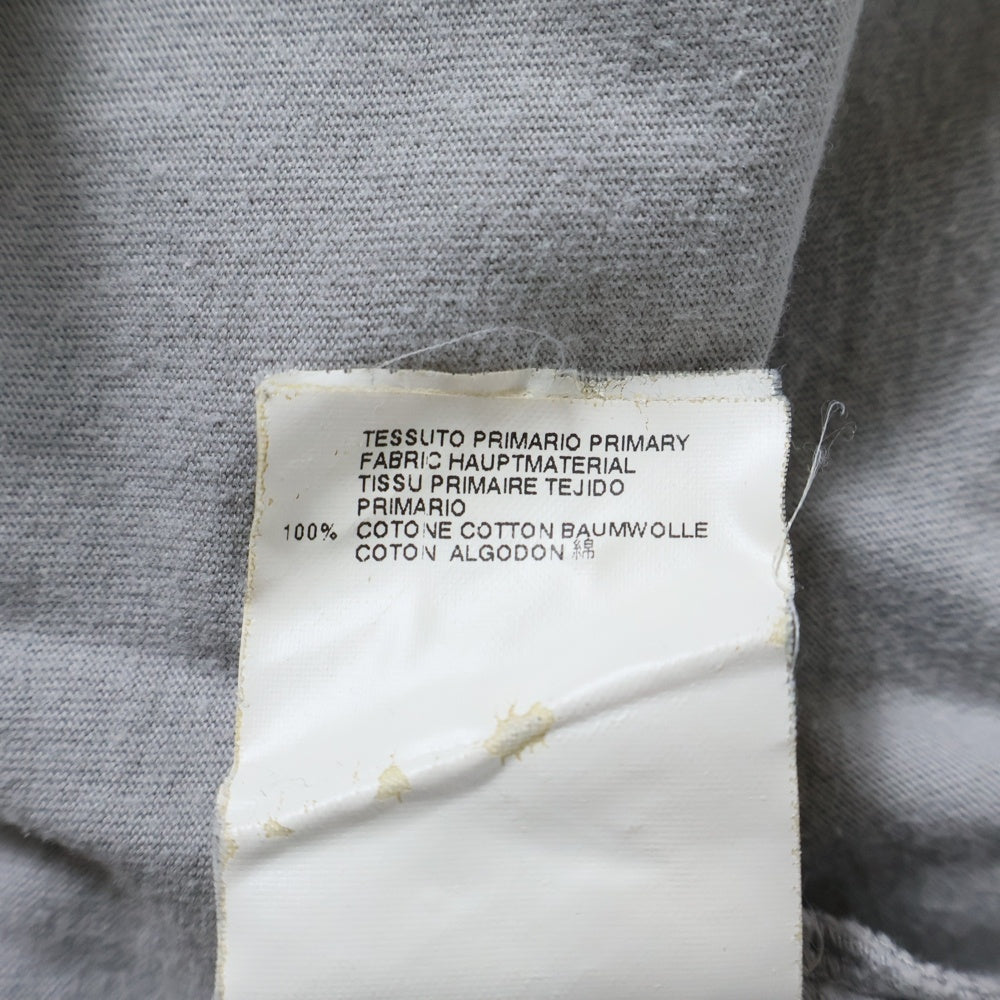 TESSUTO PRIMARIO PRIMARY
FABRIC HAUPTMATERIAL
TISSU PRIMAIRE TEJIDO
PRIMARIO
100% COTONE COTTON BAUMWOLLE
COTON ALGODON 綿